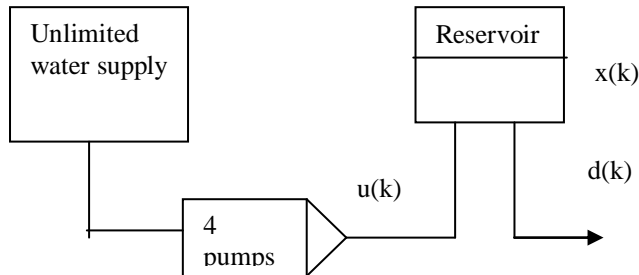 Unlimited
water supply
Reservoir
x(k)
d(k)
u(k)
4
pumps